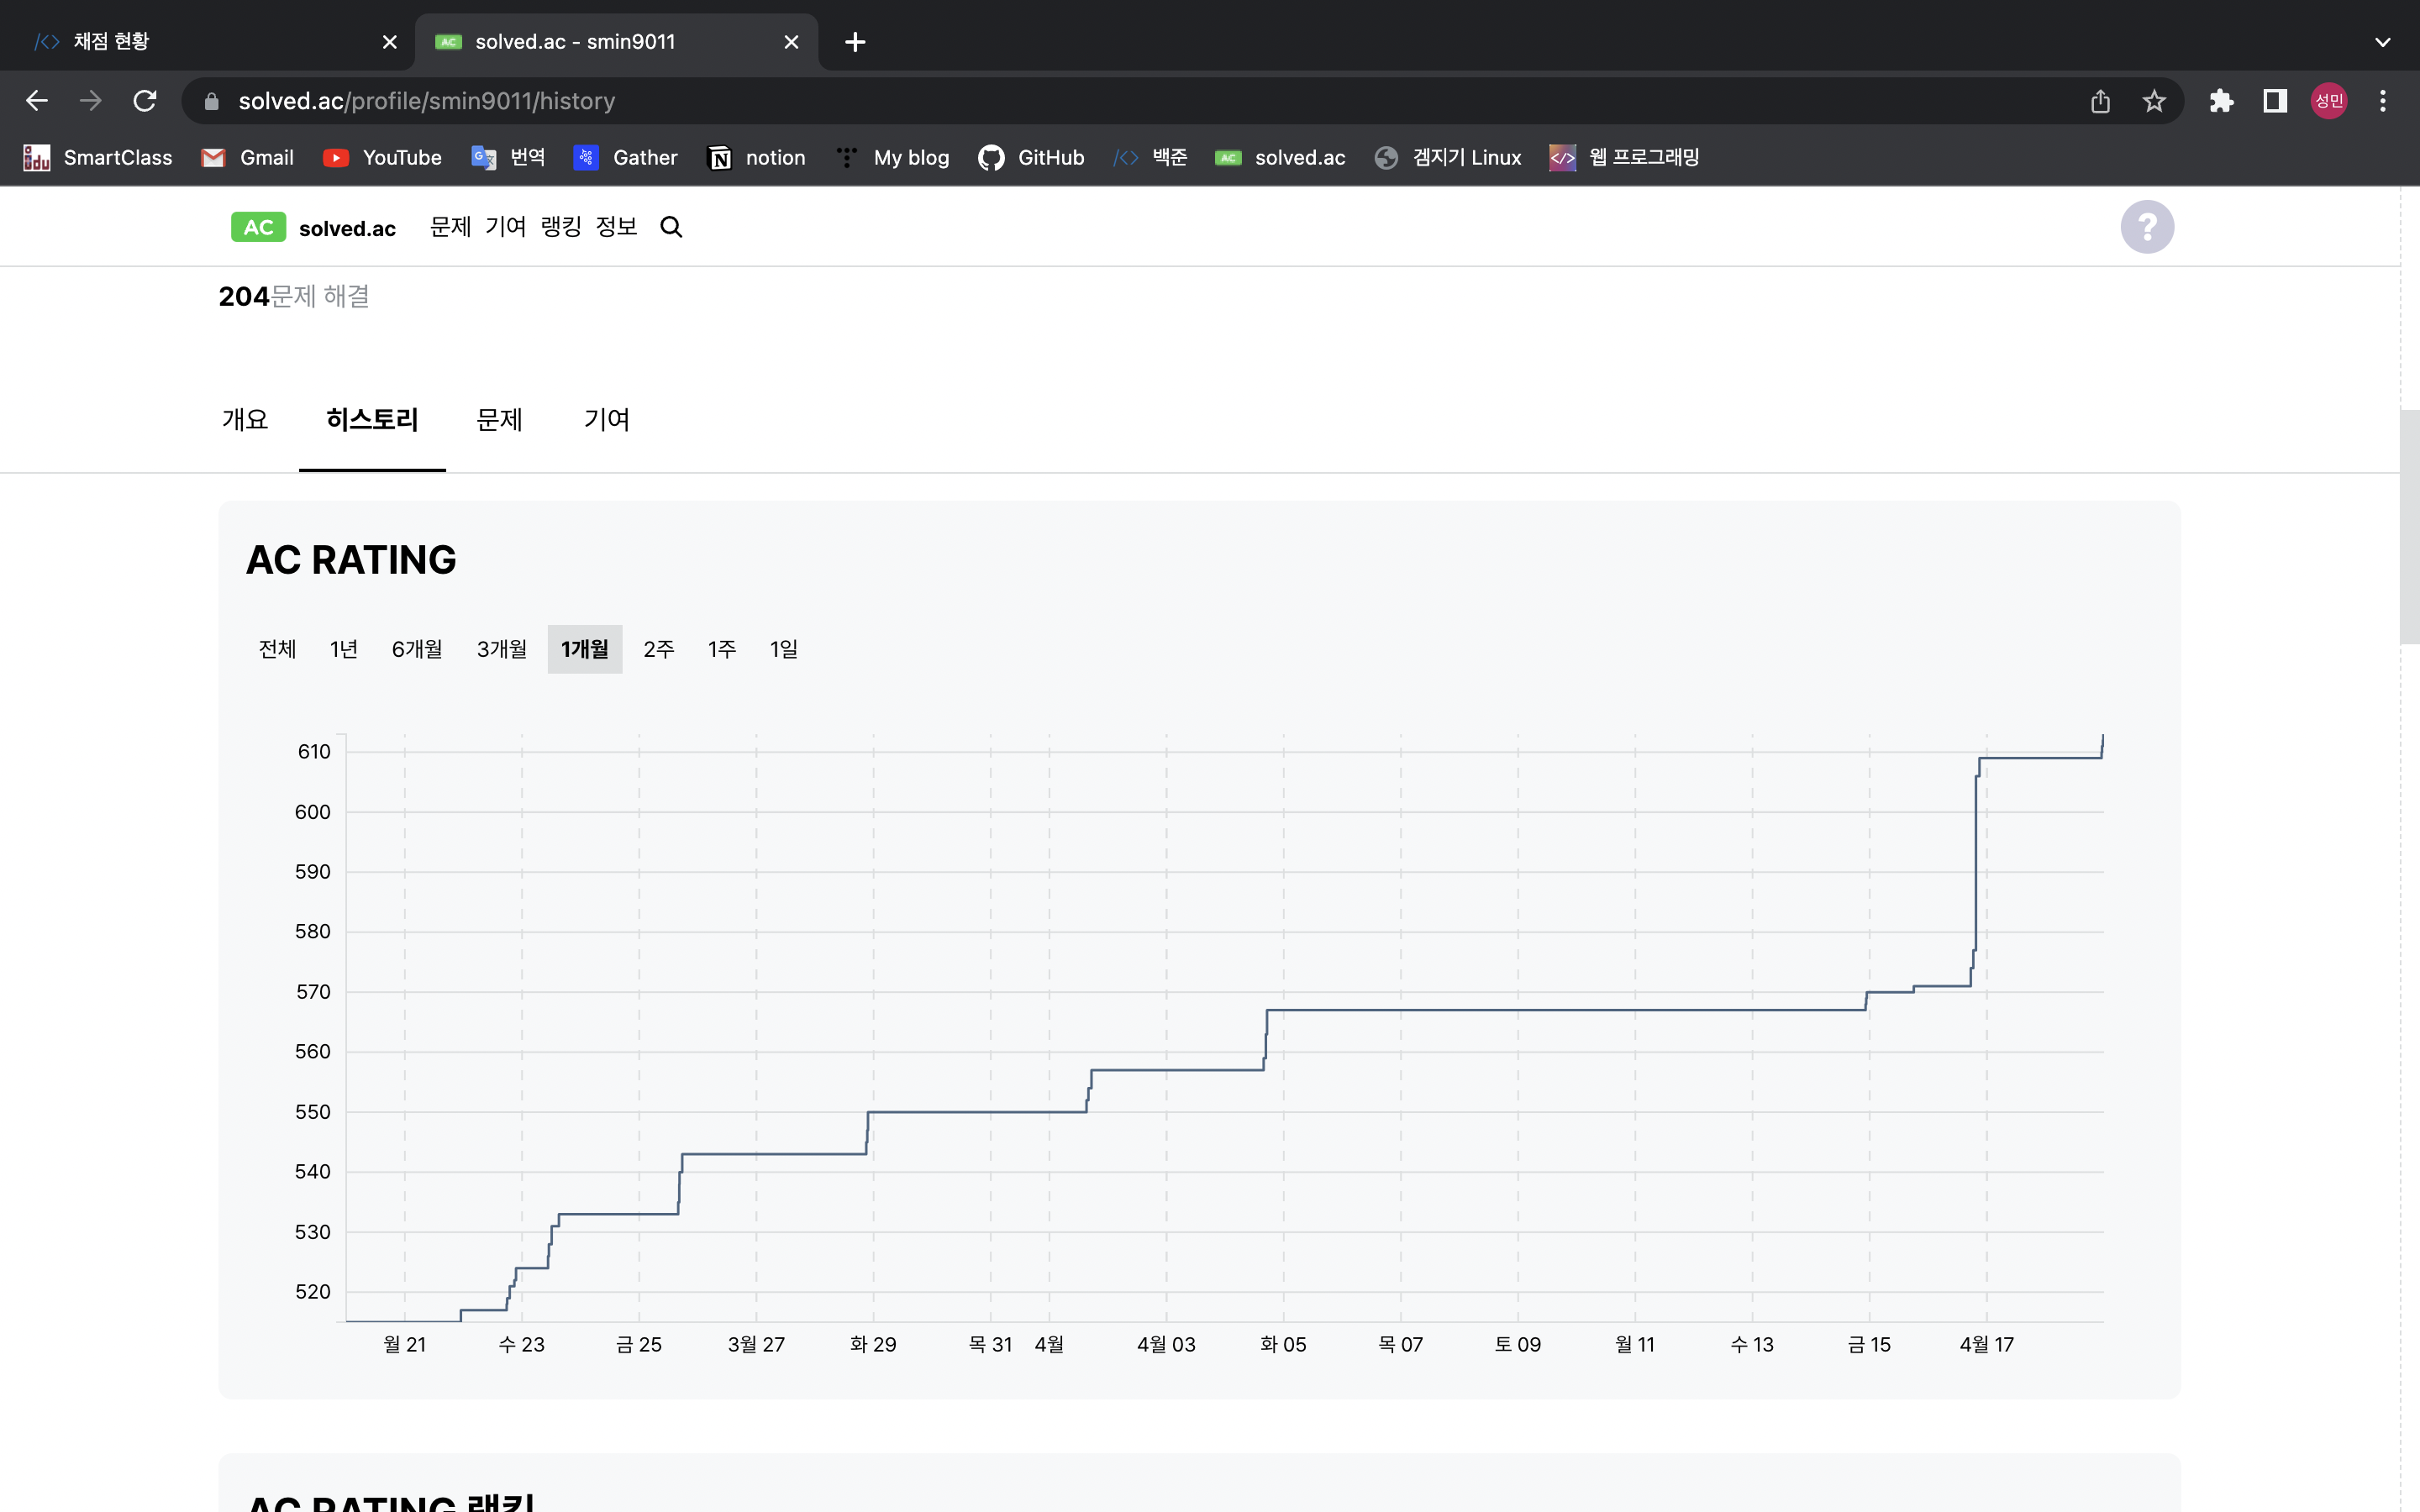 채점 현황
solved.ac - smin9011
solved.ac/profile/smin9011/history
성민
SmartClass Gmail YouTube 번역 Gather notion My blog GitHub 백준 solved.ac 겜지기 Linux 웹 프로그래밍
AC solved.ac 문제 기여 랭킹 정보 ?
204문제 해결
개요 히스토리 문제 기여
AC RATING
전체 1년 6개월 3개월 1개월 2주 1주 1일
610
600
590
580
570
560
550
540
530
520
월 21 수 23 금 25 3월 27 화 29 목 31 4월 4월 03 화 05 목 07 토 09 월 11 수 13 금 15 4월 17
AC RATING 랭킹